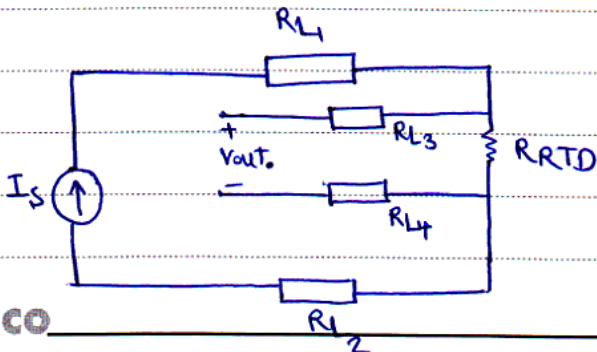 RL1
+
RL3
Vout.
RRTD
Is
−
RL4
RL2
co